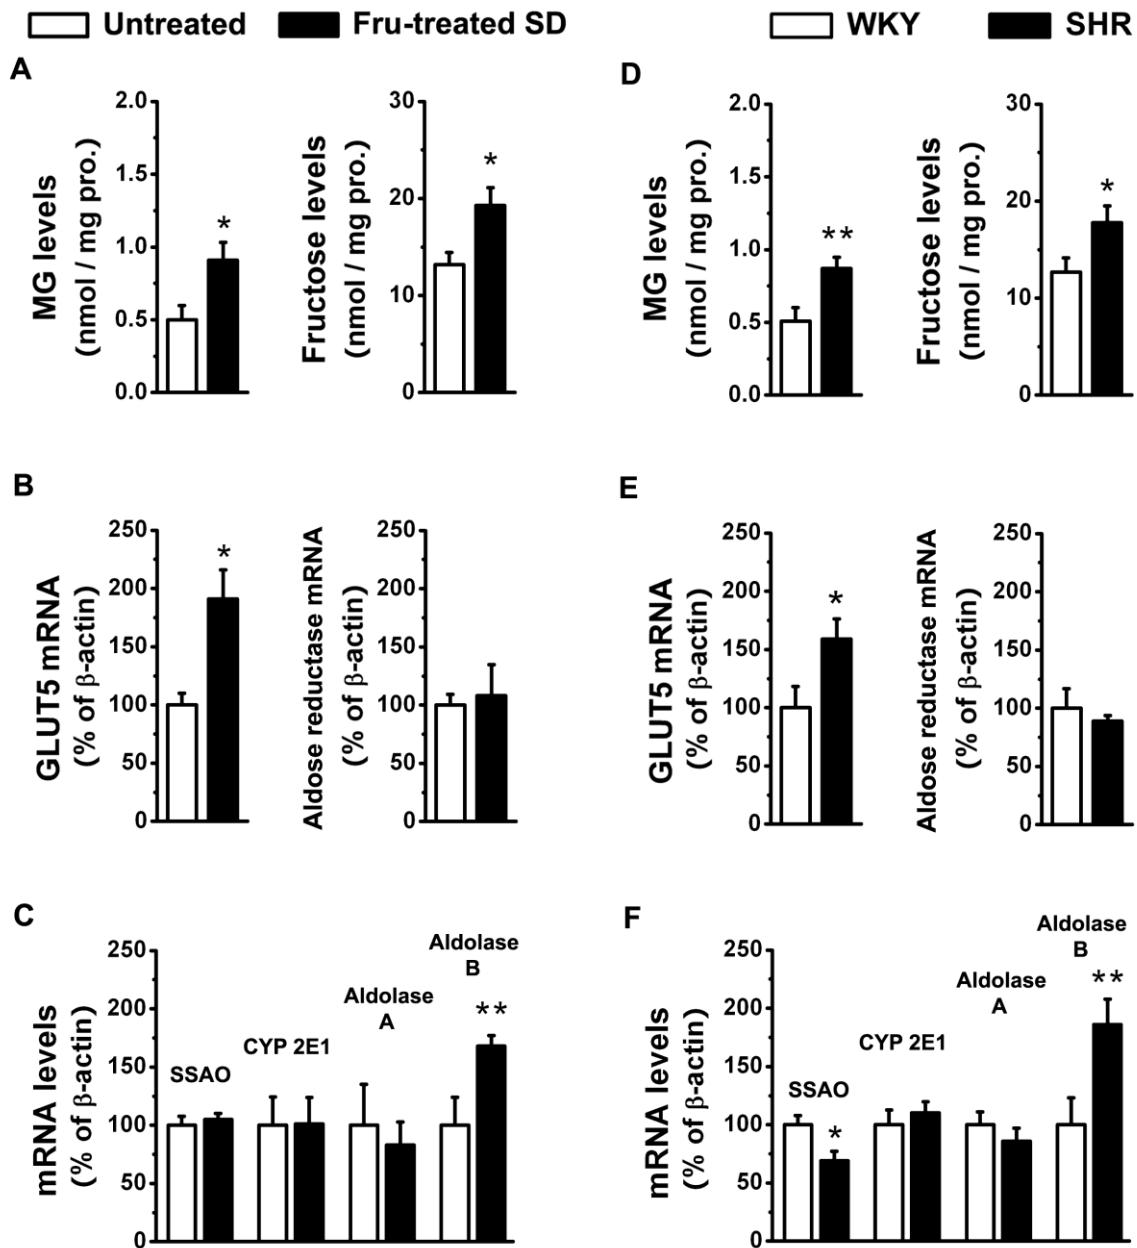 Untreated Fru-treated SD WKY SHR
A
MG levels
(nmol / mg pro.)
2.0
1.5
1.0
0.5
0.0
*
Fructose levels
(nmol / mg pro.)
30
20
10
0
*
D
MG levels
(nmol / mg pro.)
2.0
1.5
1.0
0.5
0.0
**
Fructose levels
(nmol / mg pro.)
30
20
10
0
*
B
GLUT5 mRNA
(% of β-actin)
250
200
150
100
50
0
*
Aldose reductase mRNA
(% of β-actin)
250
200
150
100
50
0
E
GLUT5 mRNA
(% of β-actin)
250
200
150
100
50
0
*
Aldose reductase mRNA
(% of β-actin)
250
200
150
100
50
0
C
mRNA levels
(% of β-actin)
250
200
150
100
50
0
SSAO
CYP 2E1
Aldolase
A
Aldolase
B
**
F
mRNA levels
(% of β-actin)
250
200
150
100
50
0
SSAO
*
CYP 2E1
Aldolase
A
Aldolase
B
**